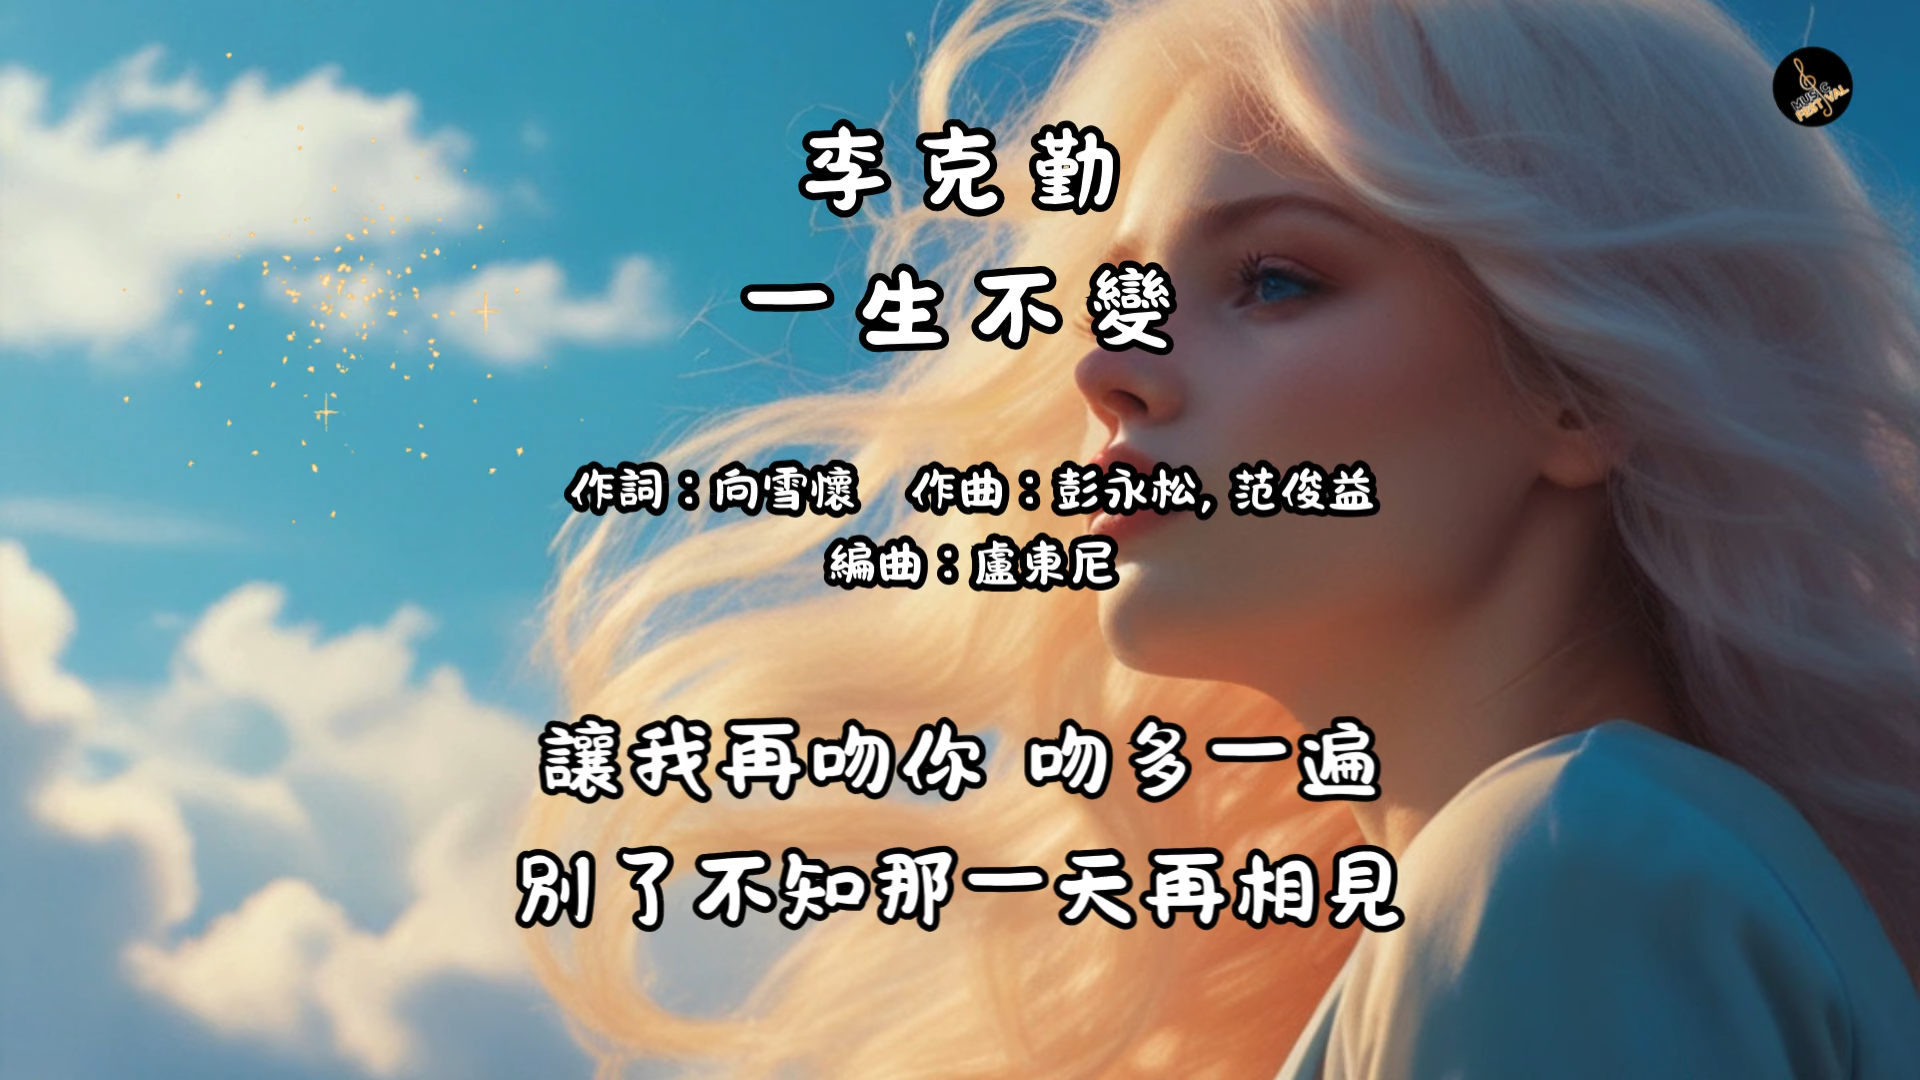 MUSIC
FESTIVAL
李克勤
一生不變
作詞：向雪懷　作曲：彭永松, 范俊益
編曲：盧東尼
讓我再吻你 吻多一遍
別了不知那一天再相見